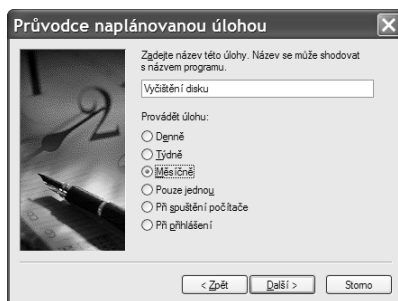 Průvodce naplánovanou úlohou
Zadejte název této úlohy. Název se může shodovat
s názvem programu.
Vyčištění disku
Provádět úlohu:
Denně
Týdně
Měsíčně
Pouze jednou
Při spuštění počítače
Při přihlášení
< Zpět
Další >
Storno